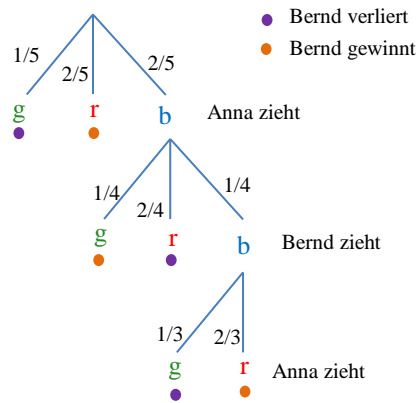 Bernd verliert
Bernd gewinnt
1/5 2/5 2/5
g r b Anna zieht
1/4 2/4 1/4
g r b Bernd zieht
1/3 2/3
g r Anna zieht